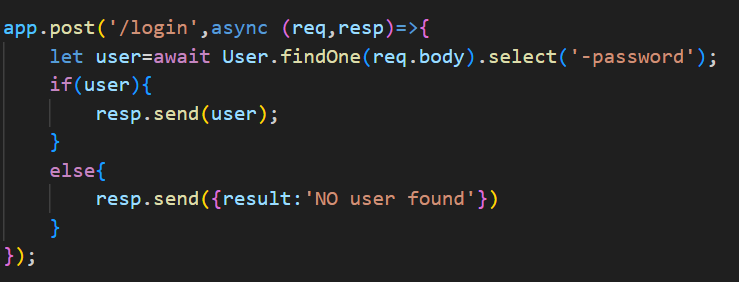 app.post('/login',async (req,resp)=>{
    let user=await User.findOne(req.body).select('-password');
    if(user){
        resp.send(user);
    }
    else{
        resp.send({result:'NO user found'})
    }
});